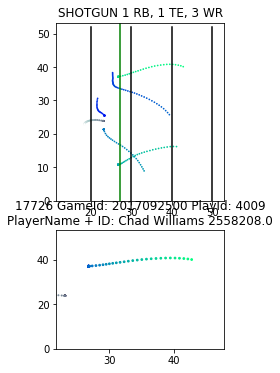 SHOTGUN 1 RB, 1 TE, 3 WR
50
40
30
20
10
0
20 30 40 50
17726 GameId: 2017092500 PlayId: 4009
PlayerName + ID: Chad Williams 2558208.0
40
20
0
30 40